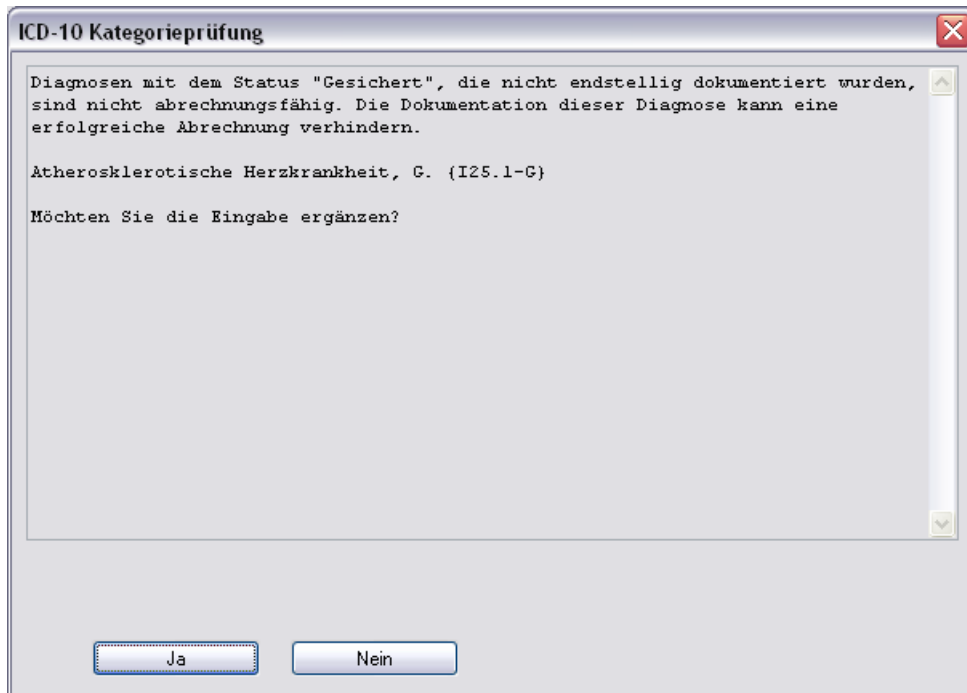 ICD-10 Kategorieprüfung
Diagnosen mit dem Status "Gesichert", die nicht endstellig dokumentiert wurden,
sind nicht abrechnungsfähig. Die Dokumentation dieser Diagnose kann eine
erfolgreiche Abrechnung verhindern.
Atherosklerotische Herzkrankheit, G. {I25.1-G}
Möchten Sie die Eingabe ergänzen?
Ja
Nein